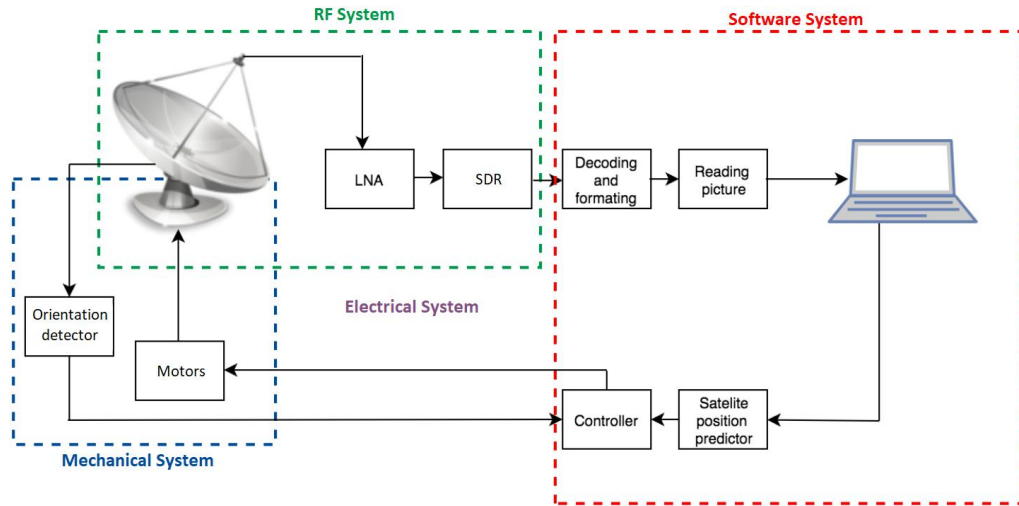 RF System
Software System
LNA
SDR
Decoding
and
formating
Reading
picture
Electrical System
Orientation
detector
Motors
Controller
Satelite
position
predictor
Mechanical System